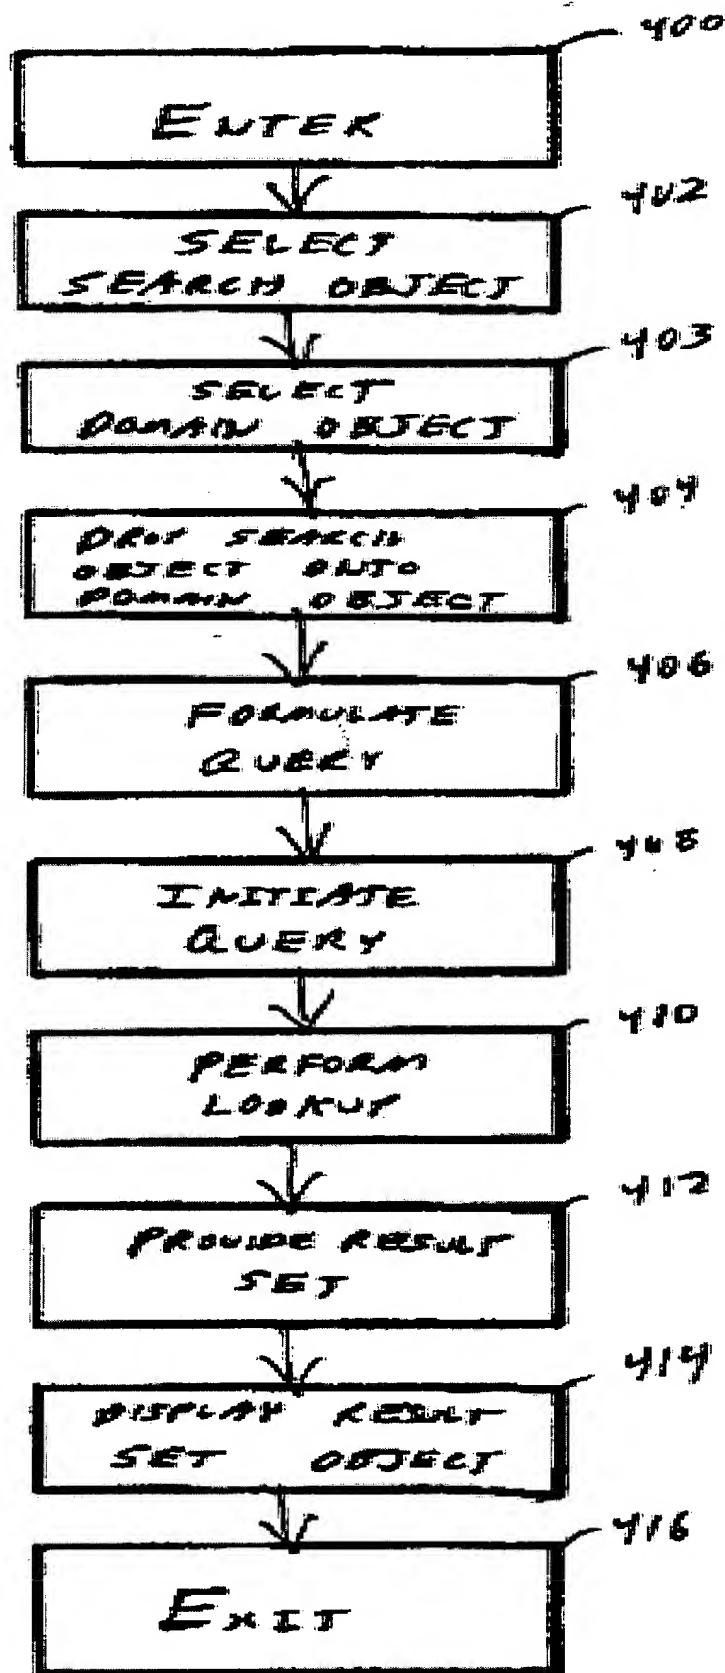 400
ENTER
402
SELECT
SEARCH OBJECT
403
SELECT
DOMAIN OBJECT
404
DROP SEARCH
OBJECT ONTO
DOMAIN OBJECT
406
FORMULATE
QUERY
408
INITIATE
QUERY
410
PERFORM
LOOKUP
412
PROVIDE RESULT
SET
414
DISPLAY RESULT
SET OBJECT
416
EXIT